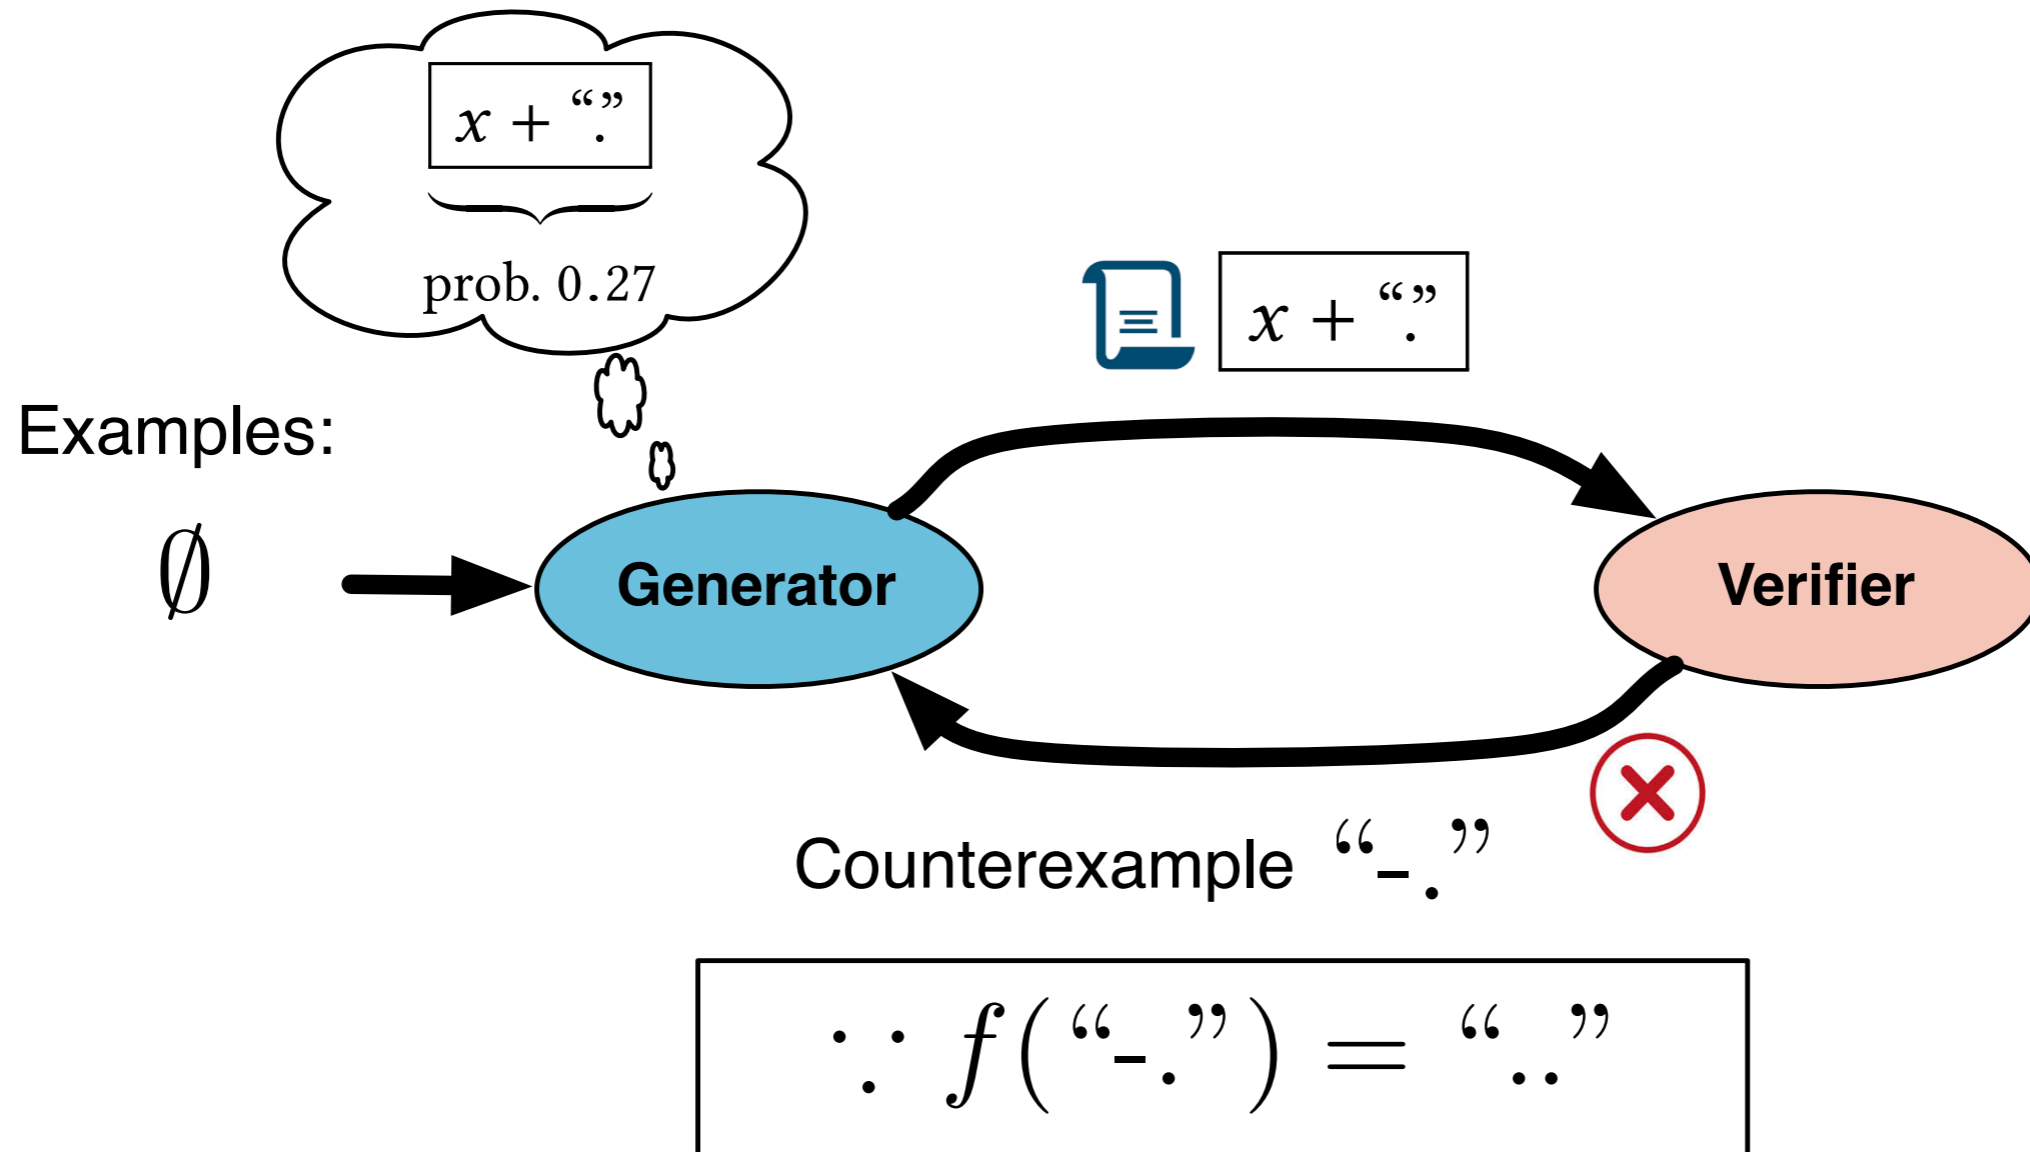 x + “.”
prob. 0.27
x + “.”
Examples:
∅
Generator
Verifier
Counterexample “-.”
∵ f(“-.”) = “..”